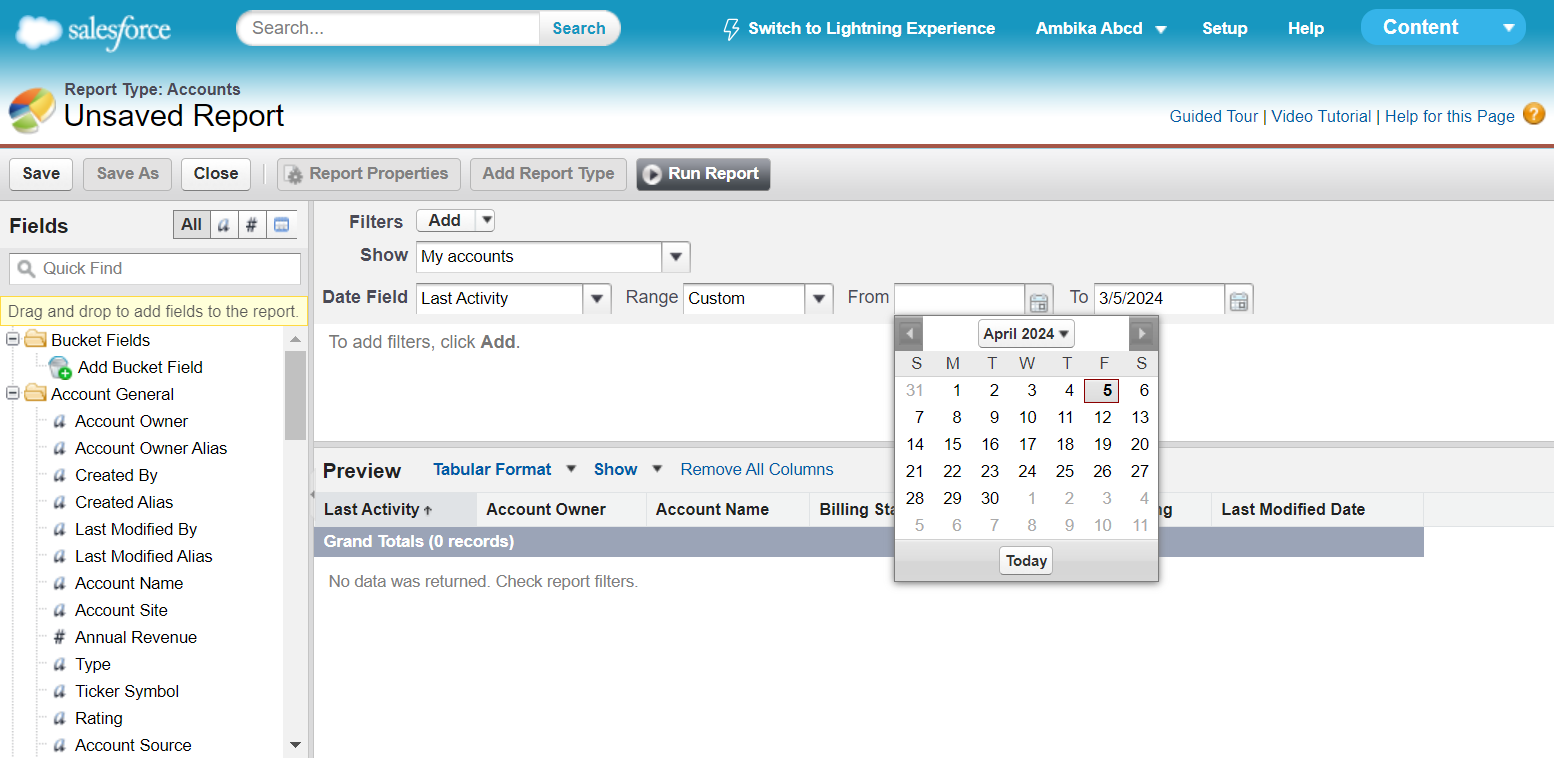 salesforce
Search...
Search
Switch to Lightning Experience
Ambika Abcd
Setup
Help
Content
Report Type: Accounts
Unsaved Report
Guided Tour | Video Tutorial | Help for this Page ?
Save
Save As
Close
Report Properties
Add Report Type
Run Report
Fields
All
a
#
Quick Find
Drag and drop to add fields to the report.
Bucket Fields
Add Bucket Field
Account General
a Account Owner
a Account Owner Alias
a Created By
a Created Alias
a Last Modified By
a Last Modified Alias
a Account Name
a Account Site
# Annual Revenue
a Type
a Ticker Symbol
a Rating
a Account Source
Filters Add
Show My accounts
Date Field Last Activity Range Custom From To 3/5/2024
To add filters, click Add.
April 2024
S M T W T F S
31 1 2 3 4 5 6
7 8 9 10 11 12 13
14 15 16 17 18 19 20
21 22 23 24 25 26 27
28 29 30 1 2 3 4
5 6 7 8 9 10 11
Today
Preview Tabular Format Show Remove All Columns
Last Activity Account Owner Account Name Billing Last Modified Date
Grand Totals (0 records)
No data was returned. Check report filters.